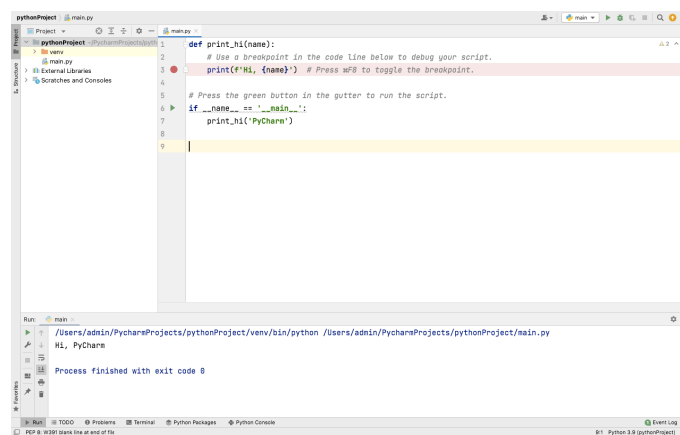 pythonProject main.py
main
Project
Project
main.py
pythonProject ~/PycharmProjects/pyth
venv
main.py
External Libraries
Scratches and Consoles
Structure
1 def print_hi(name):
2
2 # Use a breakpoint in the code line below to debug your script.
3 print(f'Hi, {name}') # Press ⌘F8 to toggle the breakpoint.
4
5 # Press the green button in the gutter to run the script.
6 if __name__ == '__main__':
7 print_hi('PyCharm')
8
9
Run: main
/Users/admin/PycharmProjects/pythonProject/venv/bin/python /Users/admin/PycharmProjects/pythonProject/main.py
Hi, PyCharm
Process finished with exit code 0
Favorites
Run TODO Problems Terminal Python Packages Python Console Event Log
PEP 8: W391 blank line at end of file 9:1 Python 3.9 (pythonProject)